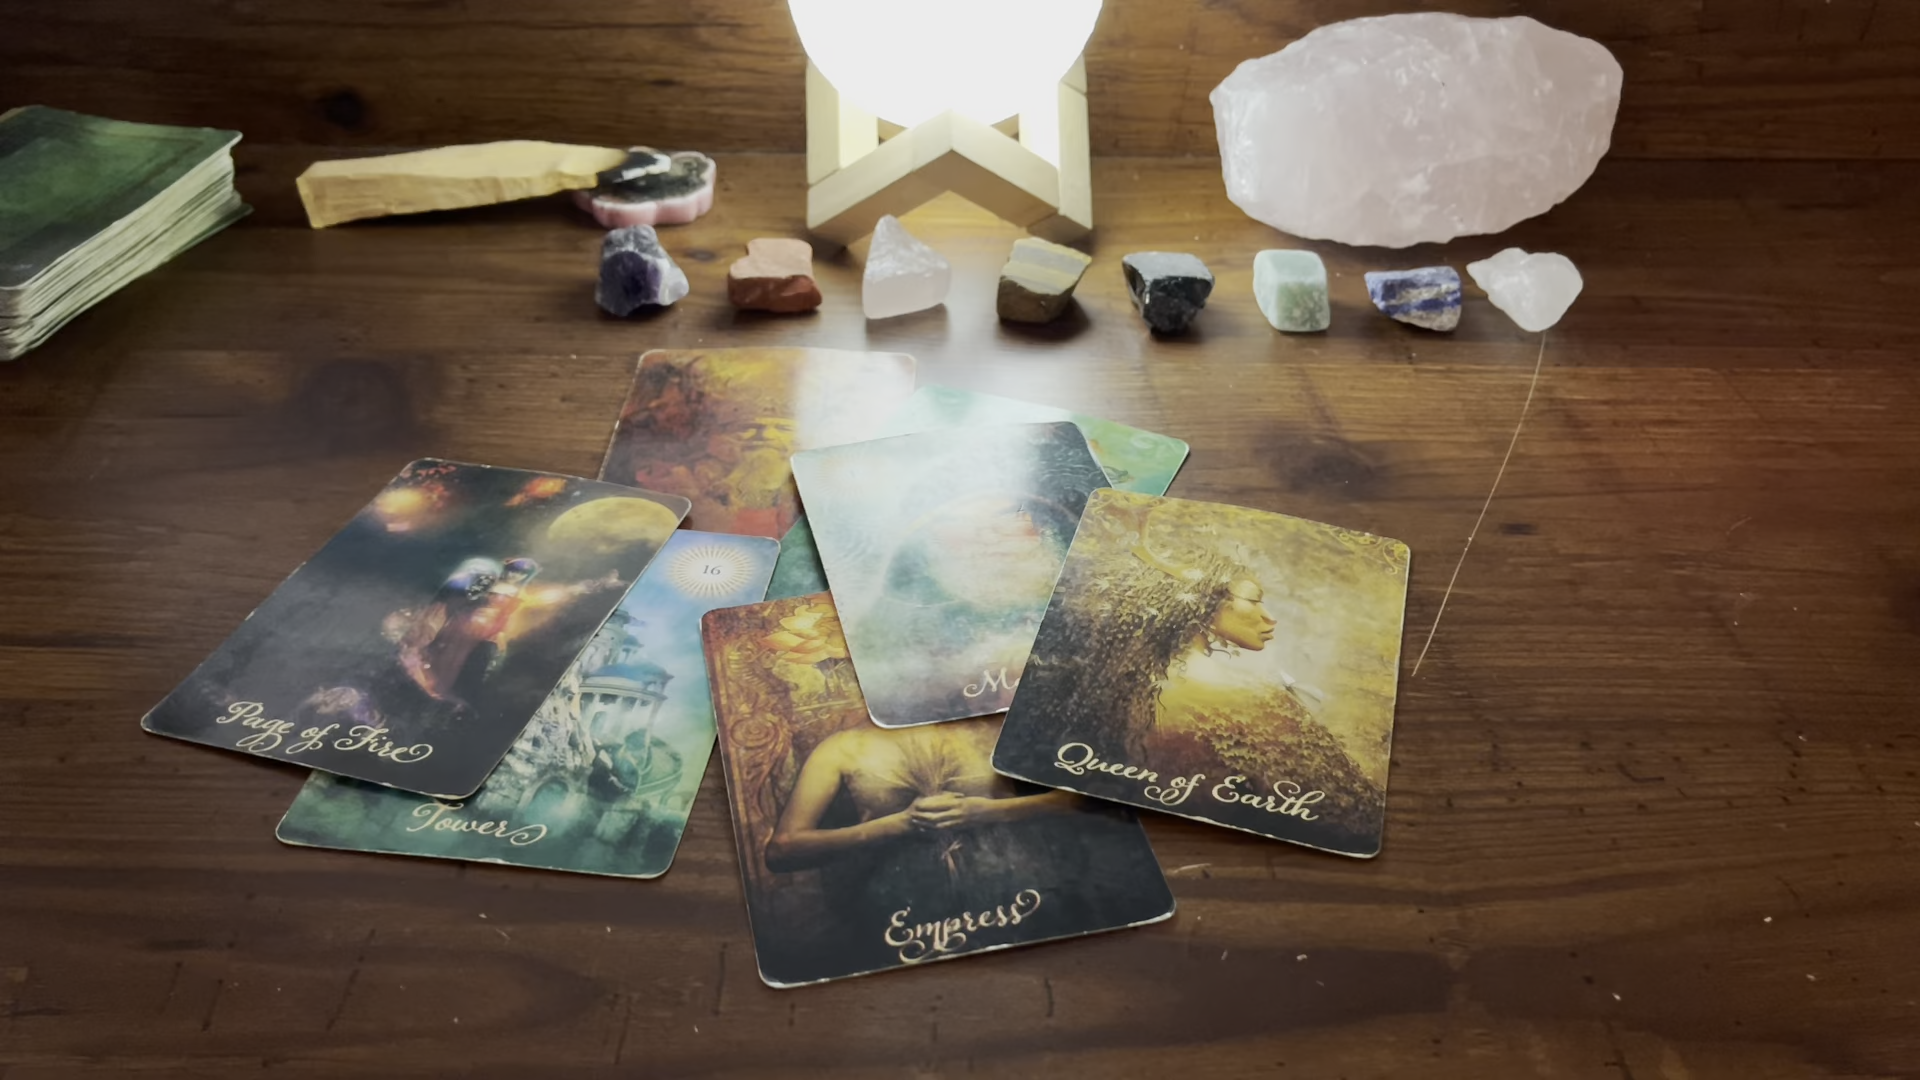 16
Page of Fire
Tower
Queen of Earth
Empress